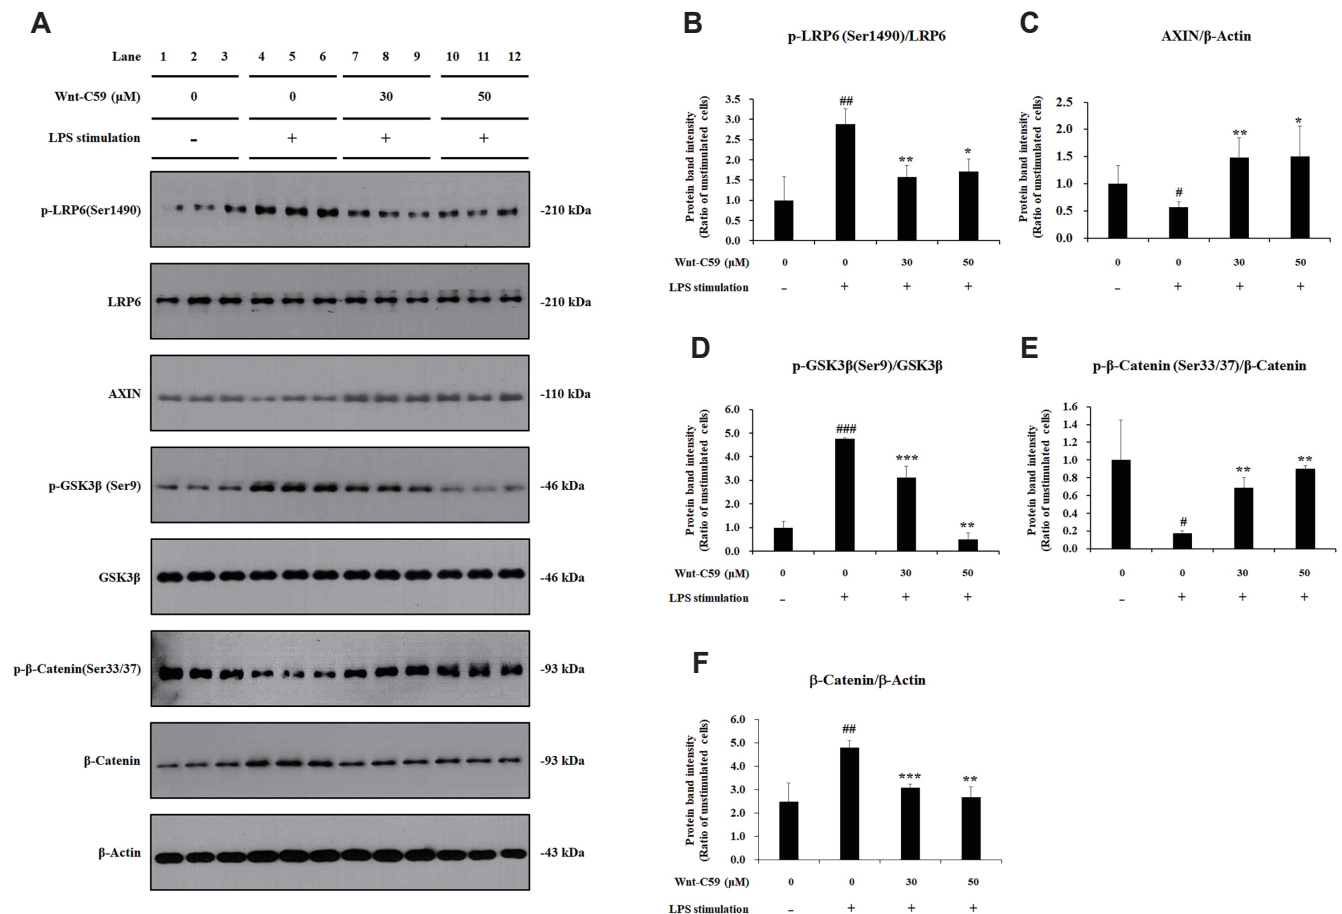 A
Lane 1 2 3 4 5 6 7 8 9 10 11 12
Wnt-C59 (μM) 0 0 30 50
LPS stimulation - + + +
p-LRP6(Ser1490) -210 kDa
LRP6 -210 kDa
AXIN -110 kDa
p-GSK3β (Ser9) -46 kDa
GSK3β -46 kDa
p-β-Catenin(Ser33/37) -93 kDa
β-Catenin -93 kDa
β-Actin -43 kDa
B
p-LRP6 (Ser1490)/LRP6
Protein band intensity
(Ratio of unstimulated cells)
3.5
3.0
2.5
2.0
1.5
1.0
0.5
0.0
## ** *
Wnt-C59 (μM) 0 0 30 50
LPS stimulation - + + +
C
AXIN/β-Actin
Protein band intensity
(Ratio of unstimulated cells)
2.5
2.0
1.5
1.0
0.5
0.0
# ** *
0 0 30 50
- + + +
D
p-GSK3β(Ser9)/GSK3β
Protein band intensity
(Ratio of unstimulated cells)
6.0
5.0
4.0
3.0
2.0
1.0
0.0
### *** **
Wnt-C59 (μM) 0 0 30 50
LPS stimulation - + + +
E
p-β-Catenin (Ser33/37)/β-Catenin
Protein band intensity
(Ratio of unstimulated cells)
1.6
1.4
1.2
1.0
0.8
0.6
0.4
0.2
0.0
# ** **
0 0 30 50
- + + +
F
β-Catenin/β-Actin
Protein band intensity
(Ratio of unstimulated cells)
6.0
5.0
4.0
3.0
2.0
1.0
0.0
## *** **
Wnt-C59 (μM) 0 0 30 50
LPS stimulation - + + +